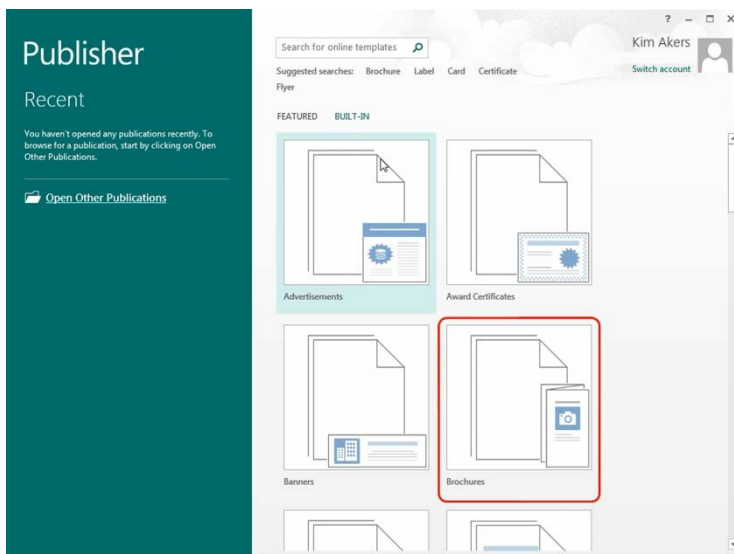 Publisher
Recent
You haven't opened any publications recently. To
browse for a publication, start by clicking on Open
Other Publications.
Open Other Publications
? – □ ×
Kim Akers
Switch account
Search for online templates
Suggested searches: Brochure Label Card Certificate
Flyer
FEATURED BUILT-IN
Advertisements
Award Certificates
Banners
Brochures